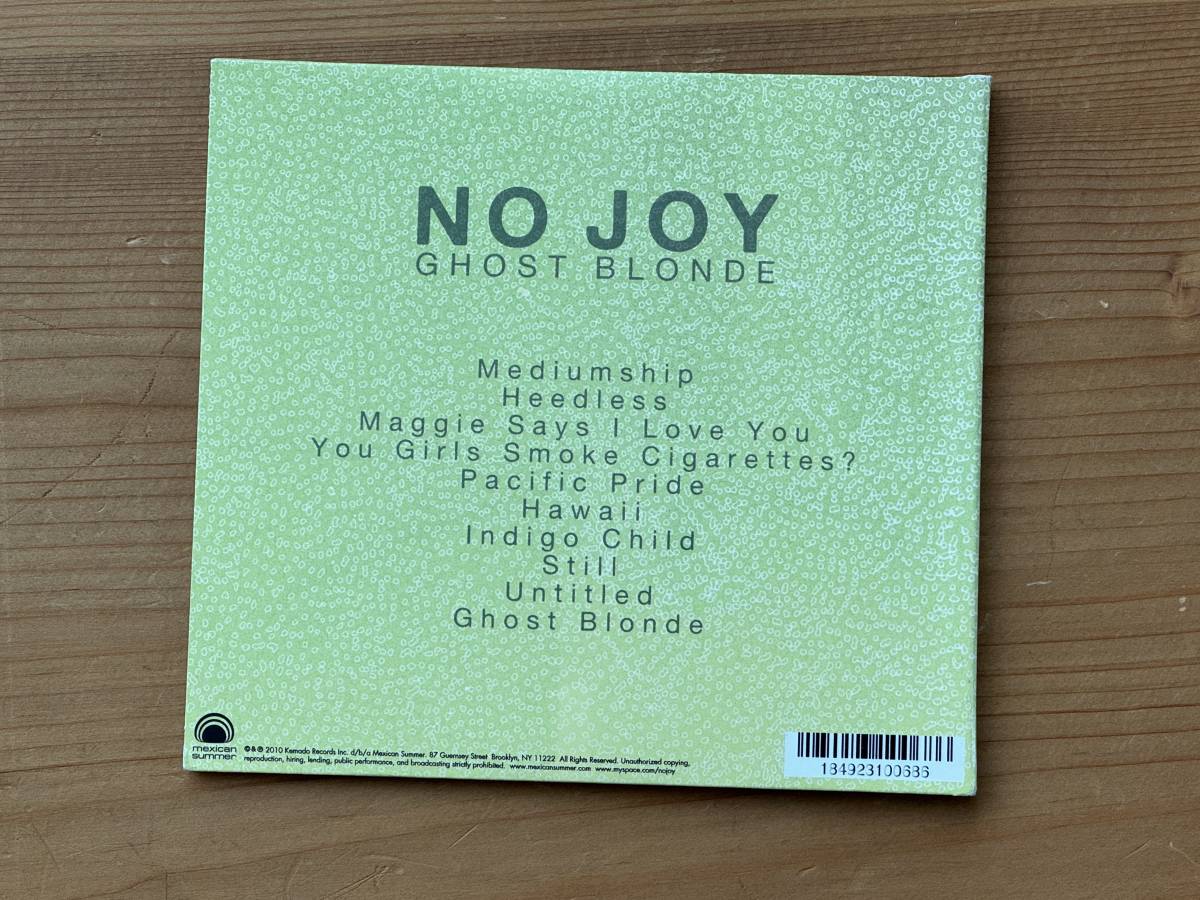 NO JOY
GHOST BLONDE
Mediumship
Heedless
Maggie Says I Love You
You Girls Smoke Cigarettes?
Pacific Pride
Hawaii
Indigo Child
Still
Untitled
Ghost Blonde
mexican
summer
©&℗ 2010 Kemado Records Inc. d/b/a Mexican Summer. 87 Guernsey Street Brooklyn, NY 11222 All Rights Reserved. Unauthorized copying,
reproduction, hiring, lending, public performance, and broadcasting strictly prohibited. www.mexicansummer.com www.myspace.com/nojoy
184923100686